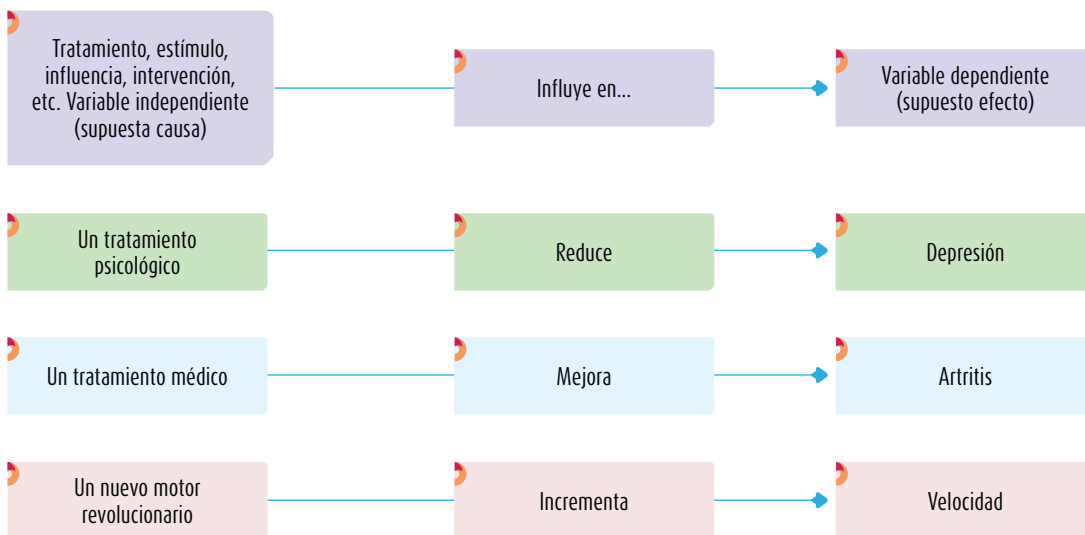 Tratamiento, estímulo,
influencia, intervención,
etc. Variable independiente
(supuesta causa)
Influye en...
Variable dependiente
(supuesto efecto)
Un tratamiento
psicológico
Reduce
Depresión
Un tratamiento médico
Mejora
Artritis
Un nuevo motor
revolucionario
Incrementa
Velocidad